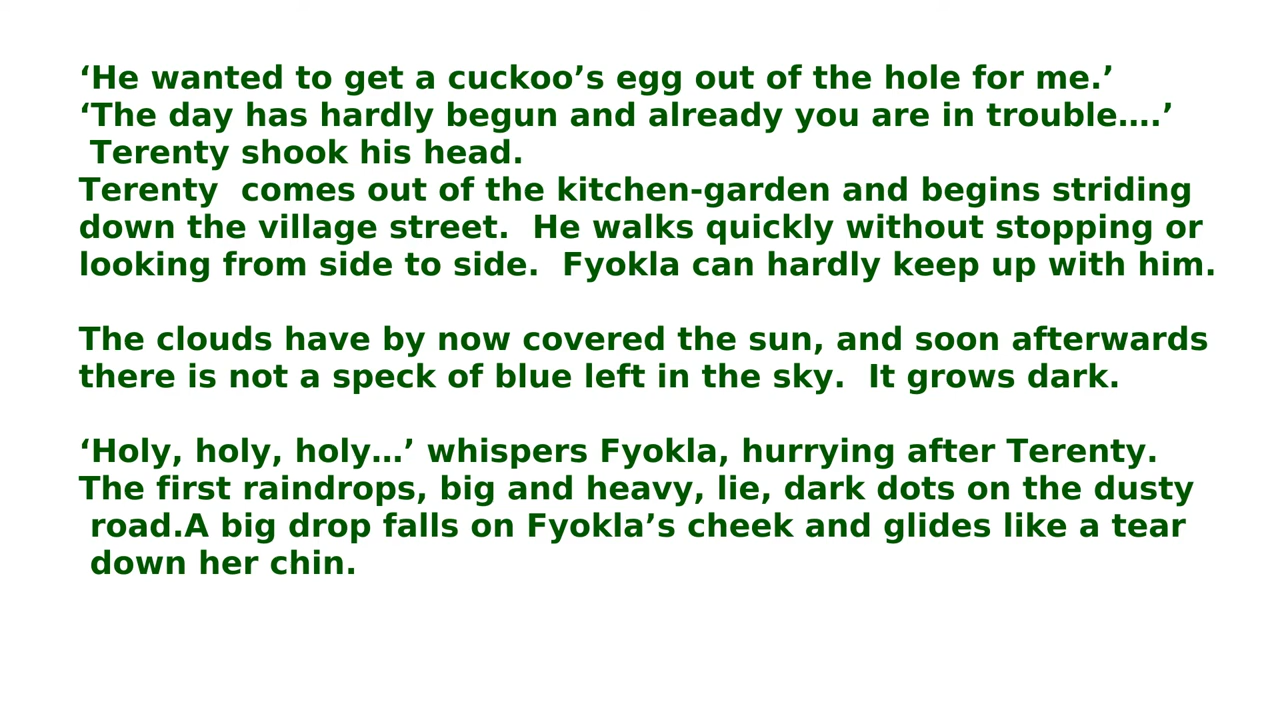 ‘He wanted to get a cuckoo’s egg out of the hole for me.’
‘The day has hardly begun and already you are in trouble….’
Terenty shook his head.
Terenty  comes out of the kitchen-garden and begins striding
down the village street.  He walks quickly without stopping or
looking from side to side.  Fyokla can hardly keep up with him.
The clouds have by now covered the sun, and soon afterwards
there is not a speck of blue left in the sky.  It grows dark.
‘Holy, holy, holy…’ whispers Fyokla, hurrying after Terenty.
The first raindrops, big and heavy, lie, dark dots on the dusty
road.A big drop falls on Fyokla’s cheek and glides like a tear
down her chin.